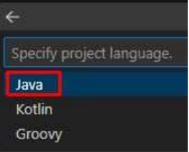 Specify project language.
Java
Kotlin
Groovy